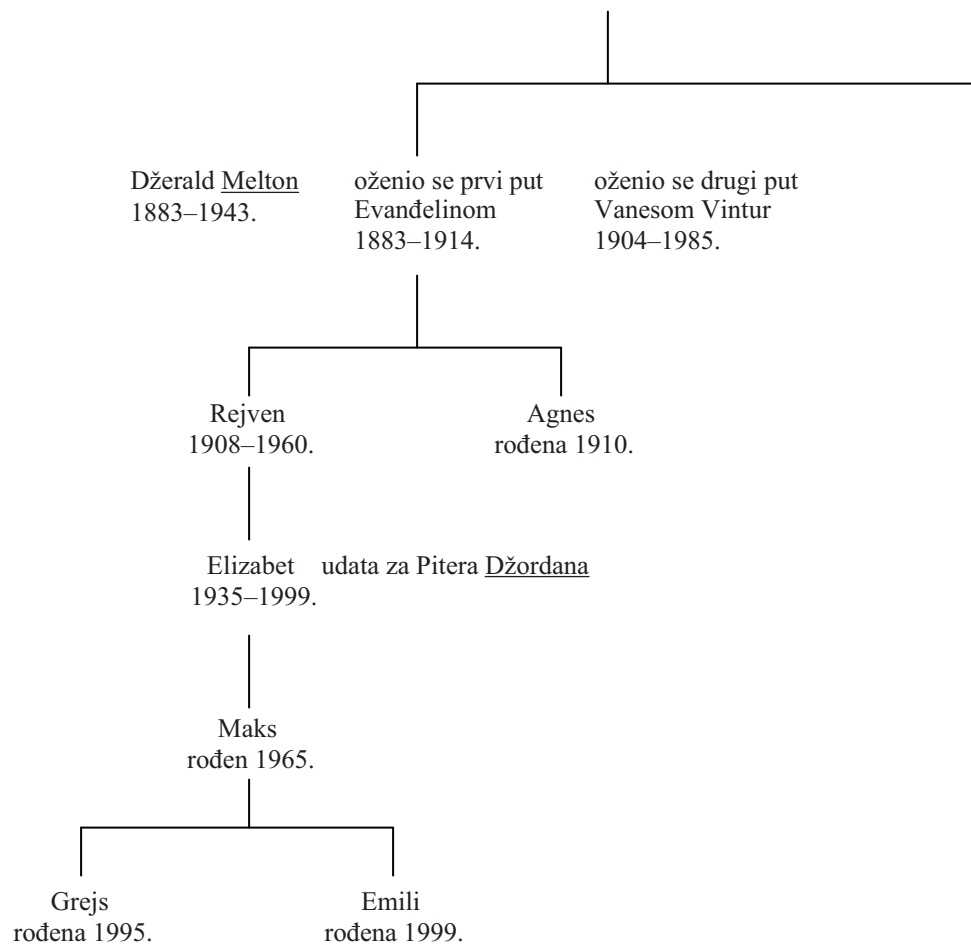 Džerald Melton
1883–1943.
oženio se prvi put
Evanđelinom
1883–1914.
oženio se drugi put
Vanesom Vintur
1904–1985.
Rejven
1908–1960.
Agnes
rođena 1910.
Elizabet udata za Pitera Džordana
1935–1999.
Maks
rođen 1965.
Grejs
rođena 1995.
Emili
rođena 1999.